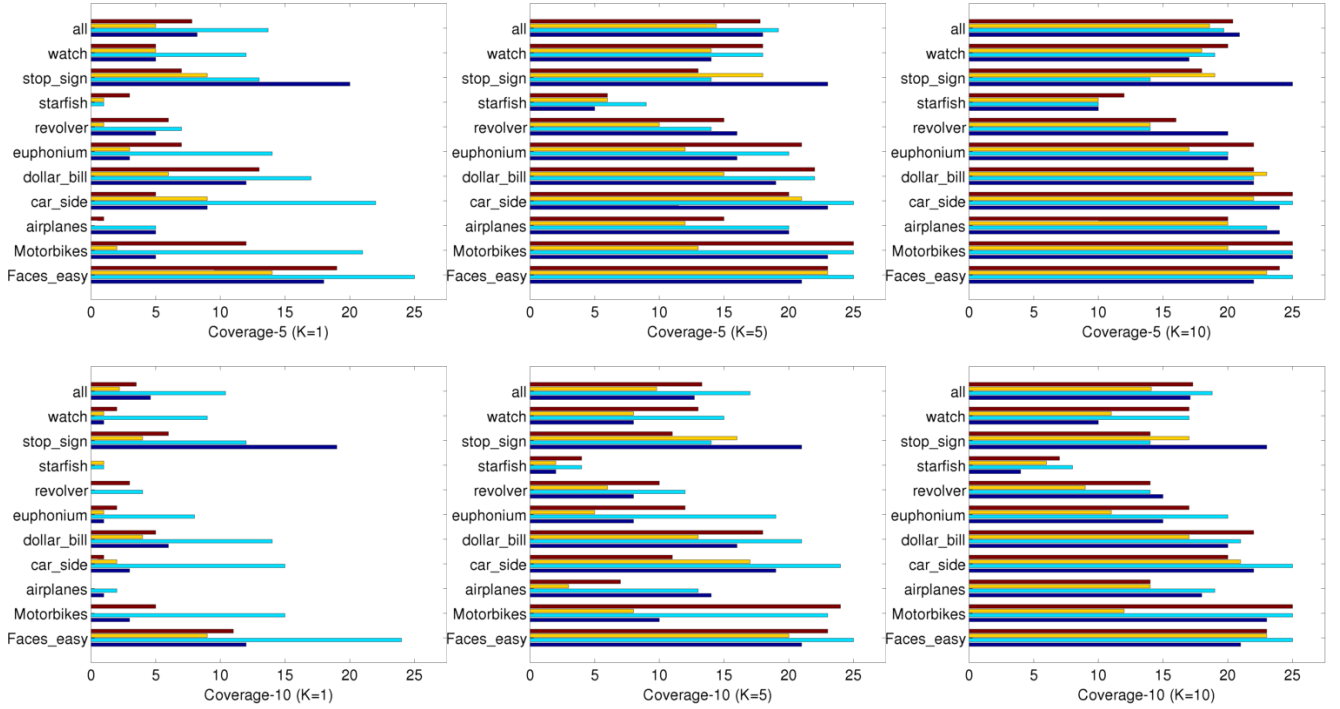 all
watch
stop_sign
starfish
revolver
euphonium
dollar_bill
car_side
airplanes
Motorbikes
Faces_easy
0 5 10 15 20 25
Coverage-5 (K=1)
all
watch
stop_sign
starfish
revolver
euphonium
dollar_bill
car_side
airplanes
Motorbikes
Faces_easy
0 5 10 15 20 25
Coverage-5 (K=5)
all
watch
stop_sign
starfish
revolver
euphonium
dollar_bill
car_side
airplanes
Motorbikes
Faces_easy
0 5 10 15 20 25
Coverage-5 (K=10)
all
watch
stop_sign
starfish
revolver
euphonium
dollar_bill
car_side
airplanes
Motorbikes
Faces_easy
0 5 10 15 20 25
Coverage-10 (K=1)
all
watch
stop_sign
starfish
revolver
euphonium
dollar_bill
car_side
airplanes
Motorbikes
Faces_easy
0 5 10 15 20 25
Coverage-10 (K=5)
all
watch
stop_sign
starfish
revolver
euphonium
dollar_bill
car_side
airplanes
Motorbikes
Faces_easy
0 5 10 15 20 25
Coverage-10 (K=10)